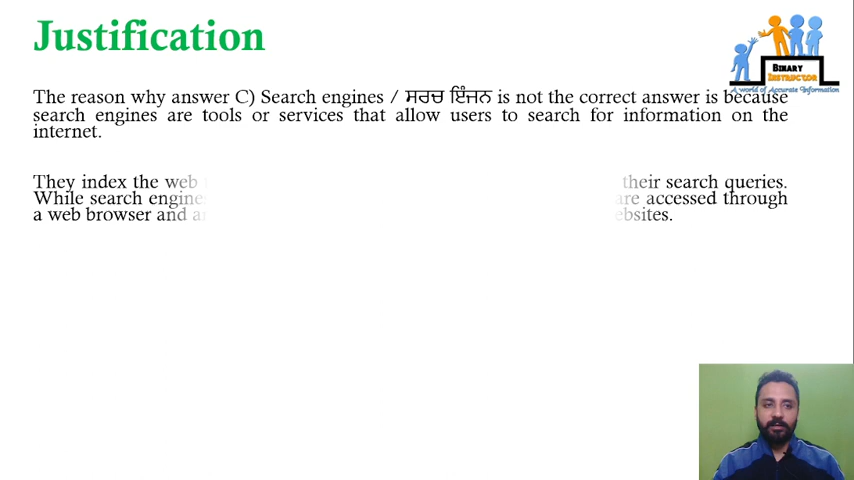 Justification
BINARY
INSTRUCTOR
A world of Accurate Information
The reason why answer C) Search engines / ਸਰਚ ਇੰਜਨ is not the correct answer is because
search engines are tools or services that allow users to search for information on the
internet.
They index the web their search queries.
While search engine are accessed through
a web browser and ebsites.